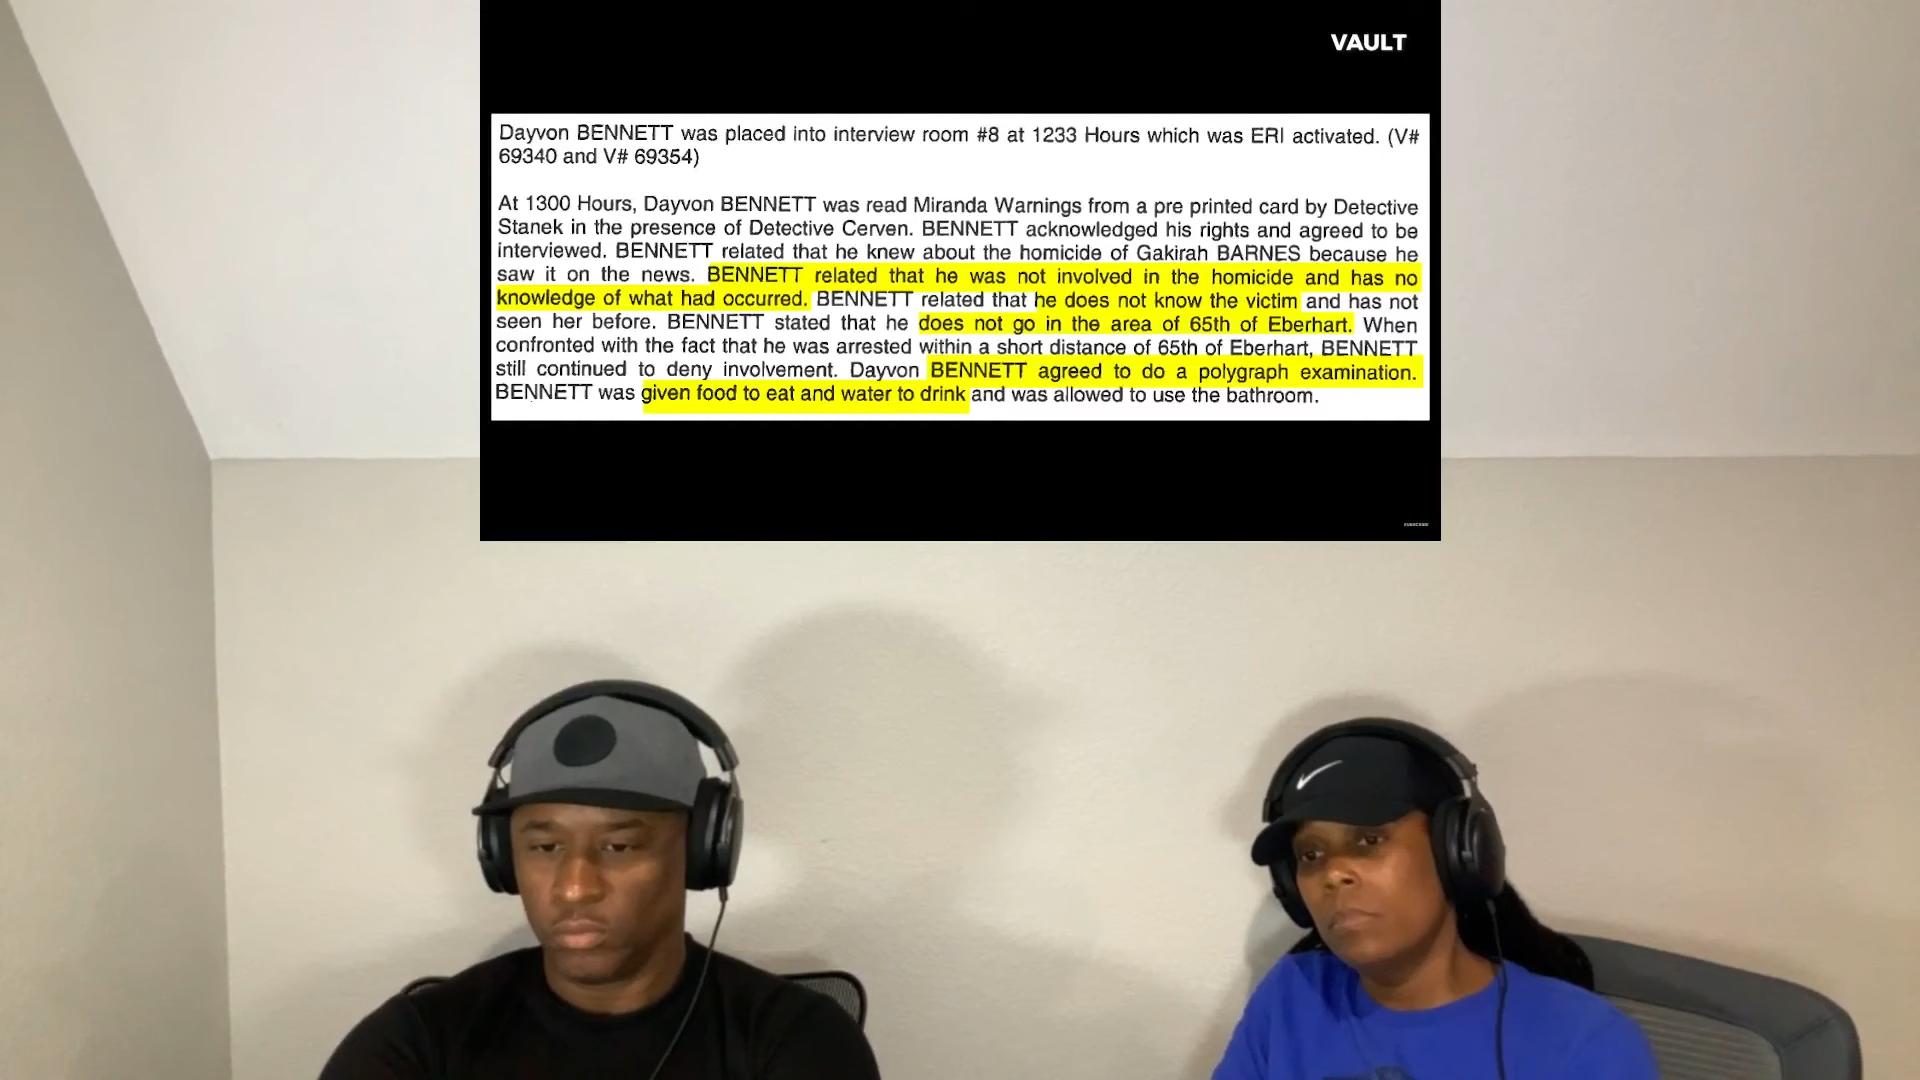 VAULT
Dayvon BENNETT was placed into interview room #8 at 1233 Hours which was ERI activated. (V#
69340 and V# 69354)
At 1300 Hours, Dayvon BENNETT was read Miranda Warnings from a pre printed card by Detective
Stanek in the presence of Detective Cerven. BENNETT acknowledged his rights and agreed to be
interviewed. BENNETT related that he knew about the homicide of Gakirah BARNES because he
saw it on the news. BENNETT related that he was not involved in the homicide and has no
knowledge of what had occurred. BENNETT related that he does not know the victim and has not
seen her before. BENNETT stated that he does not go in the area of 65th of Eberhart. When
confronted with the fact that he was arrested within a short distance of 65th of Eberhart, BENNETT
still continued to deny involvement. Dayvon BENNETT agreed to do a polygraph examination.
BENNETT was given food to eat and water to drink and was allowed to use the bathroom.
SUBSCRIBE